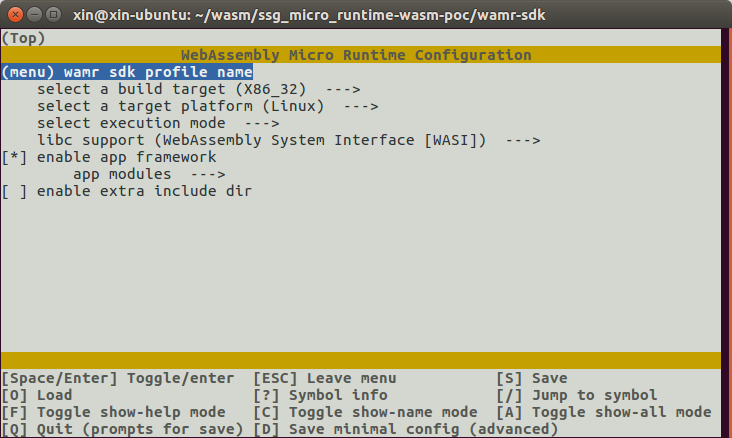 xin@xin-ubuntu: ~/wasm/ssg_micro_runtime-wasm-poc/wamr-sdk
(Top)
WebAssembly Micro Runtime Configuration
(menu) wamr sdk profile name
select a build target (X86_32)  --->
select a target platform (Linux)  --->
select execution mode  --->
libc support (WebAssembly System Interface [WASI])  --->
[*] enable app framework
app modules  --->
[ ] enable extra include dir
[Space/Enter] Toggle/enter  [ESC] Leave menu           [S] Save
[O] Load                    [?] Symbol info            [/] Jump to symbol
[F] Toggle show-help mode   [C] Toggle show-name mode  [A] Toggle show-all mode
[Q] Quit (prompts for save) [D] Save minimal config (advanced)